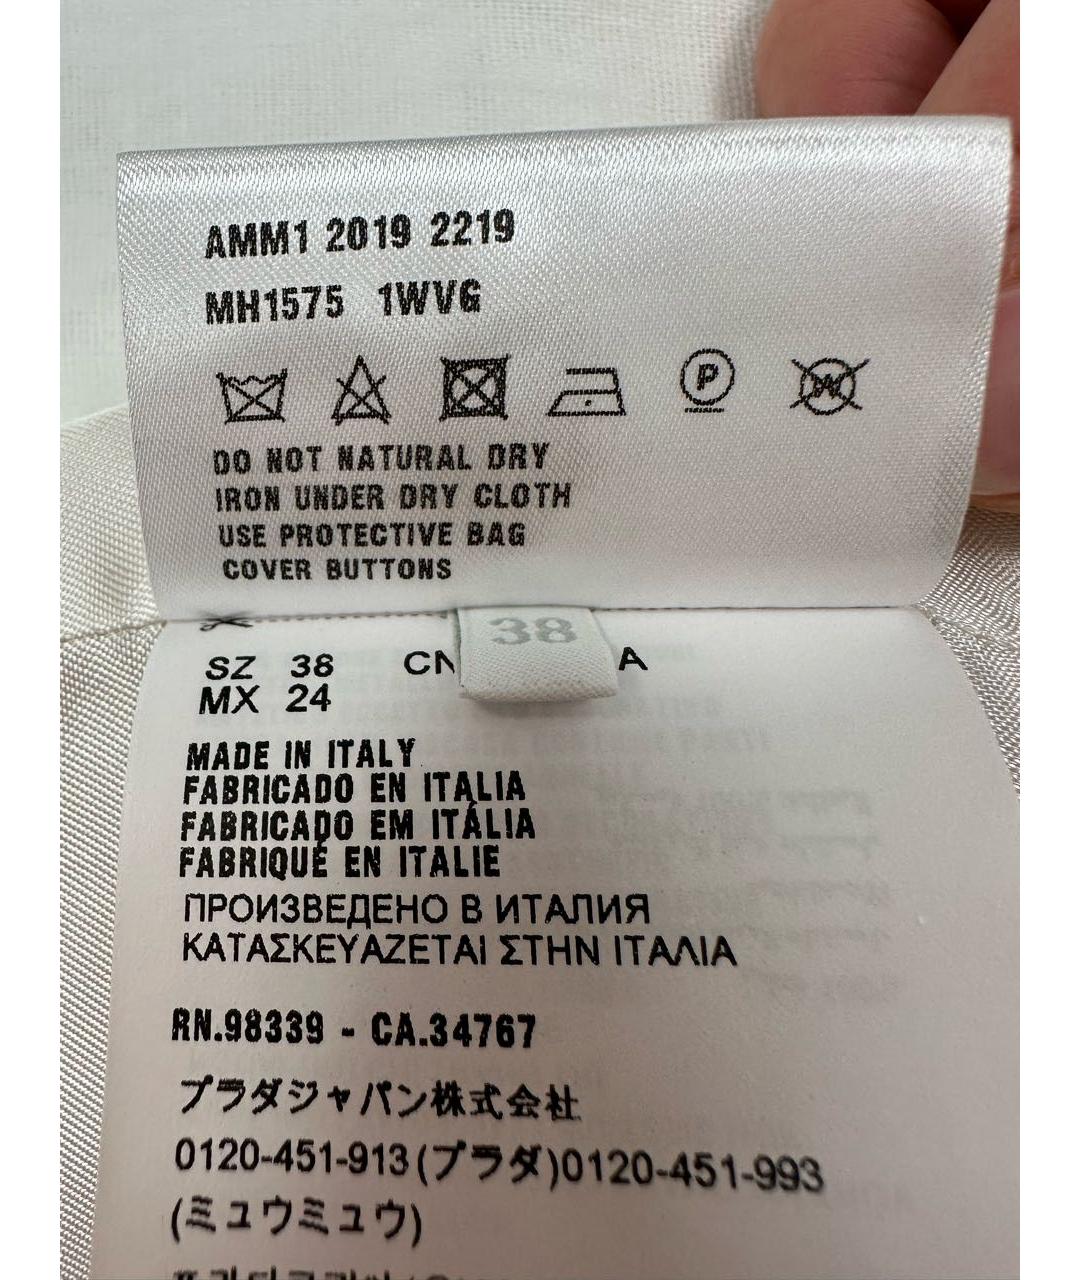 AMM1 2019 2219
MH1575 1WVG
P W
DO NOT NATURAL DRY
IRON UNDER DRY CLOTH
USE PROTECTIVE BAG
COVER BUTTONS
38
SZ 38 CN A
MX 24
MADE IN ITALY
FABRICADO EN ITALIA
FABRICADO EM ITÁLIA
FABRIQUÉ EN ITALIE
ПРОИЗВЕДЕНО В ИТАЛИЯ
ΚΑΤΑΣΚΕΥΑΖΕΤΑΙ ΣΤΗΝ ΙΤΑΛΙΑ
RN.98339 - CA.34767
プラダジャパン株式会社
0120-451-913(プラダ)0120-451-993
(ミュウミュウ)